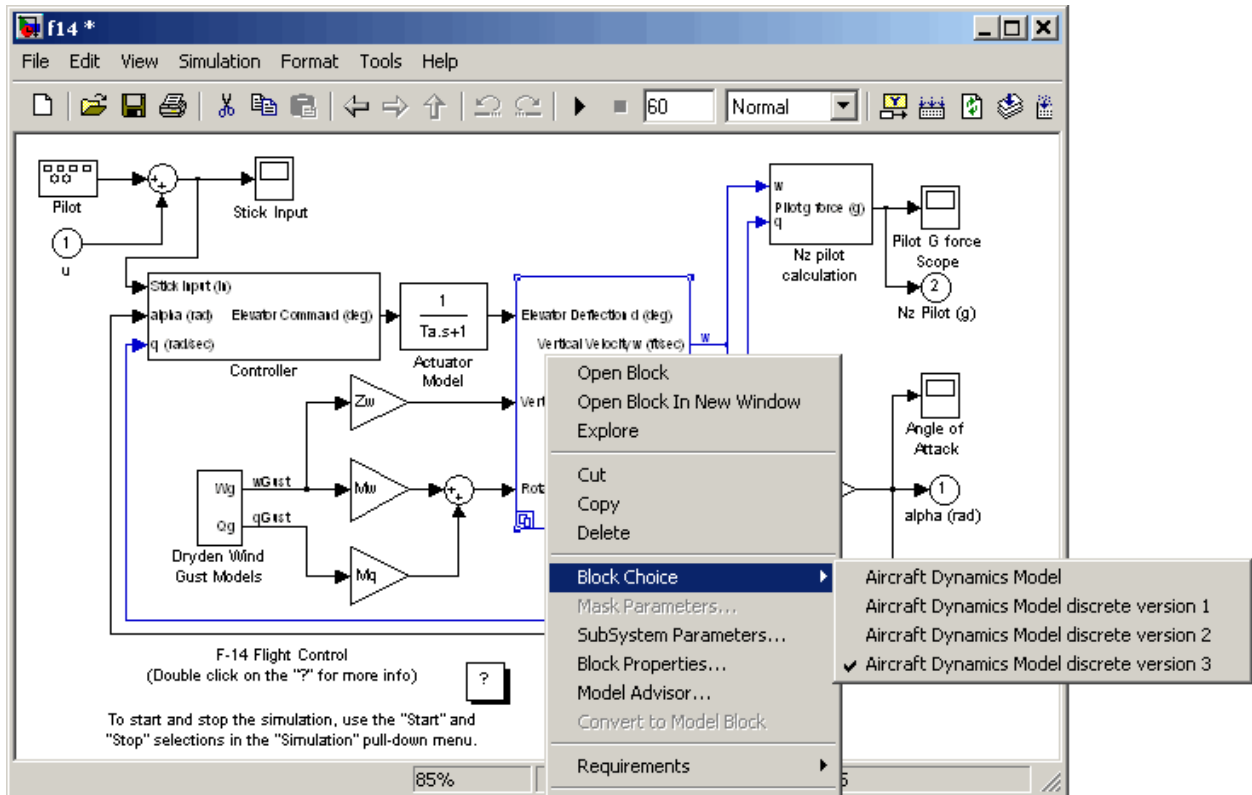 f14 *
File Edit View Simulation Format Tools Help
60 Normal
Pilot
Stick Input
1
u
w
Pilot g force (g)
q
Nz pilot
calculation
Pilot G force
Scope
2
Nz Pilot (g)
Stick Input (in)
alpha (rad) Elevator Command (deg)
q (rad/sec)
Controller
1
Ta.s+1
Actuator
Model
Elevator Deflection d (deg)
Vertical Velocity w (ft/sec)
w
Zw
Vert
Mw
Rota
Mq
Wg wGust
Qg qGust
Dryden Wind
Gust Models
Angle of
Attack
1
alpha (rad)
Open Block
Open Block In New Window
Explore
Cut
Copy
Delete
Block Choice
Mask Parameters...
SubSystem Parameters...
Block Properties...
Model Advisor...
Convert to Model Block
Requirements
Aircraft Dynamics Model
Aircraft Dynamics Model discrete version 1
Aircraft Dynamics Model discrete version 2
Aircraft Dynamics Model discrete version 3
F-14 Flight Control
(Double click on the "?" for more info)
?
To start and stop the simulation, use the "Start" and
"Stop" selections in the "Simulation" pull-down menu.
85%
5